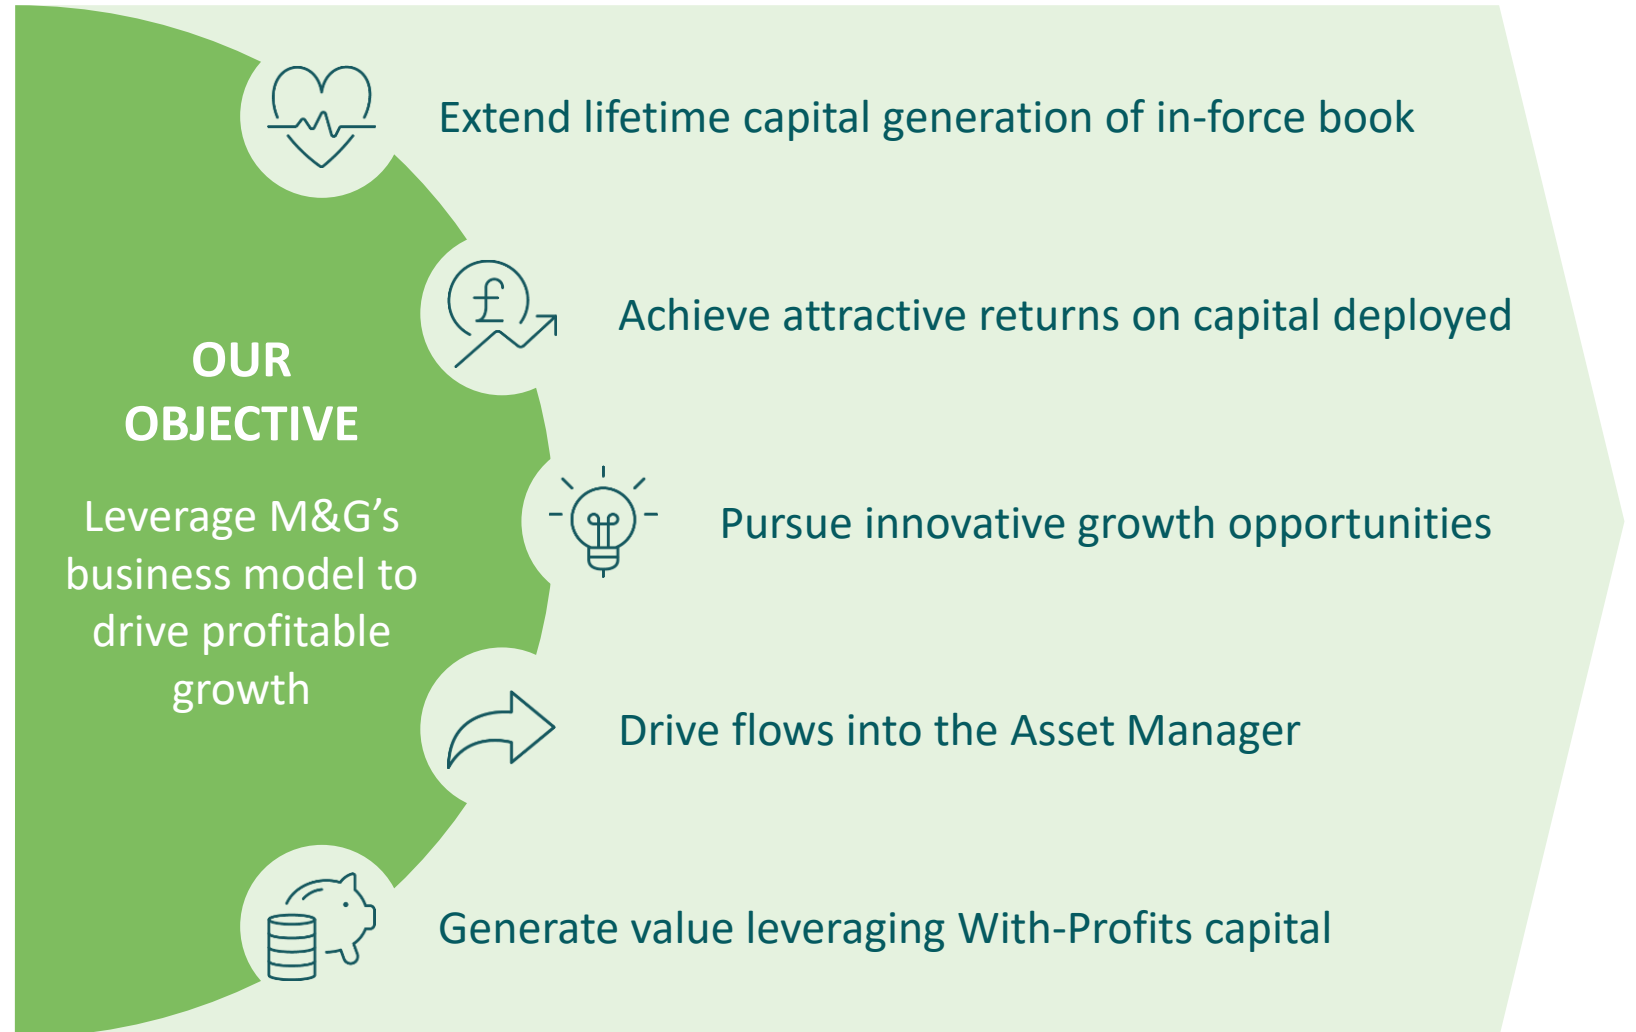 OUR
OBJECTIVE
Leverage M&G’s
business model to
drive profitable
growth
Extend lifetime capital generation of in-force book
£
Achieve attractive returns on capital deployed
Pursue innovative growth opportunities
Drive flows into the Asset Manager
Generate value leveraging With-Profits capital